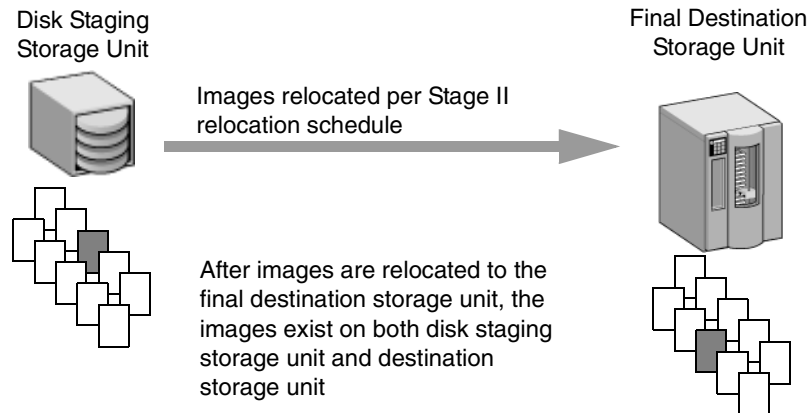 Disk Staging
Storage Unit
Final Destination
Storage Unit
Images relocated per Stage II
relocation schedule
After images are relocated to the
final destination storage unit, the
images exist on both disk staging
storage unit and destination
storage unit